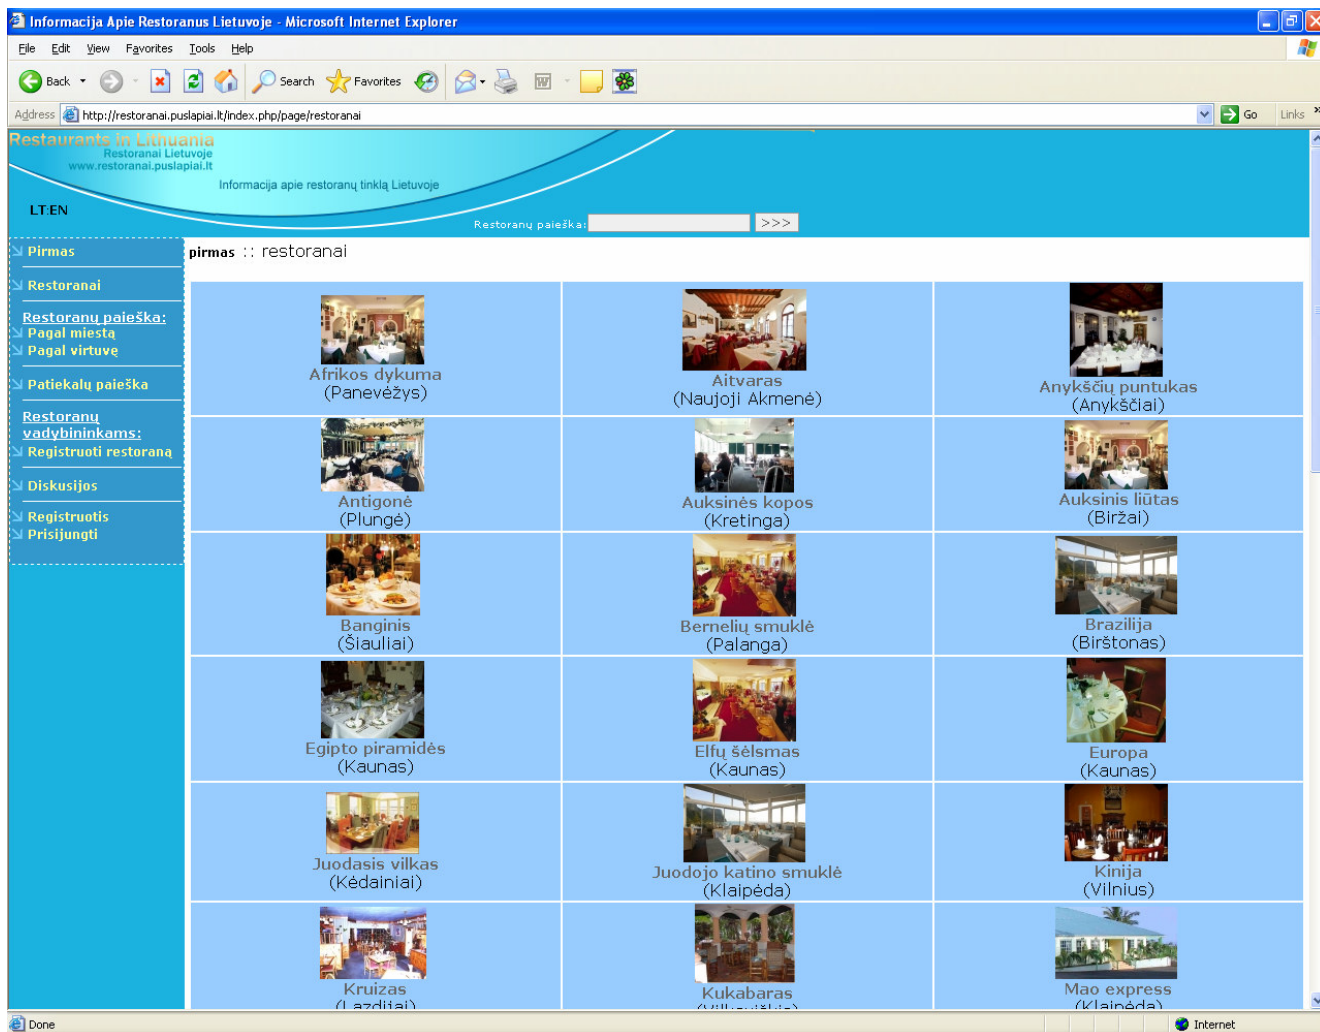 Informacija Apie Restoranus Lietuvoje - Microsoft Internet Explorer
File Edit View Favorites Tools Help
Back Search Favorites
Address http://restoranai.puslapiai.lt/index.php/page/restoranai Go Links »
Restaurants in Lithuania
Restoranai Lietuvoje
www.restoranai.puslapiai.lt
Informacija apie restoranų tinklą Lietuvoje
LT:EN
Restoranų paieška: >>>
Pirmas
Restoranai
Restoranų paieška:
Pagal miestą
Pagal virtuvę
Patiekalų paieška
Restoranų
vadybininkams:
Registruoti restoraną
Diskusijos
Registruotis
Prisijungti
pirmas :: restoranai
Afrikos dykuma
(Panevėžys)
Aitvaras
(Naujoji Akmenė)
Anykščių puntukas
(Anykščiai)
Antigonė
(Plungė)
Auksinės kopos
(Kretinga)
Auksinis liūtas
(Biržai)
Banginis
(Šiauliai)
Bernelių smuklė
(Palanga)
Brazilija
(Birštonas)
Egipto piramidės
(Kaunas)
Elfų šėlsmas
(Kaunas)
Europa
(Kaunas)
Juodasis vilkas
(Kėdainiai)
Juodojo katino smuklė
(Klaipėda)
Kinija
(Vilnius)
Kruizas
(Lazdijai)
Kukabaras
(Vilkaviškis)
Mao express
(Klaipėda)
Done Internet